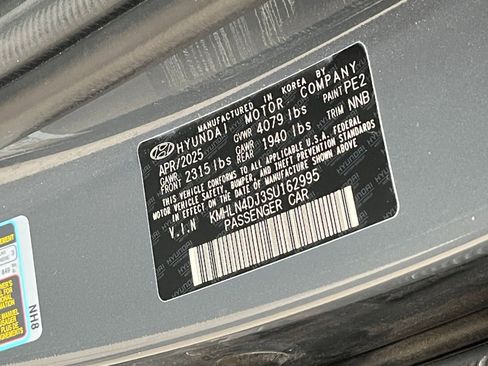 MANUFACTURED IN KOREA BY
HYUNDAI MOTOR COMPANY
APR/2025 GVWR 4079 lbs PAINT PE2
GAWR FRONT 2315 lbs GAWR REAR 1940 lbs TRIM NNB
THIS VEHICLE CONFORMS TO ALL APPLICABLE U.S.A. FEDERAL
MOTOR VEHICLE SAFETY, BUMPER, AND THEFT PREVENTION STANDARDS
IN EFFECT ON THE DATE OF MANUFACTURE SHOWN ABOVE.
V.I.N KMHLN4DJ3SU162995
PASSENGER CAR
NH8